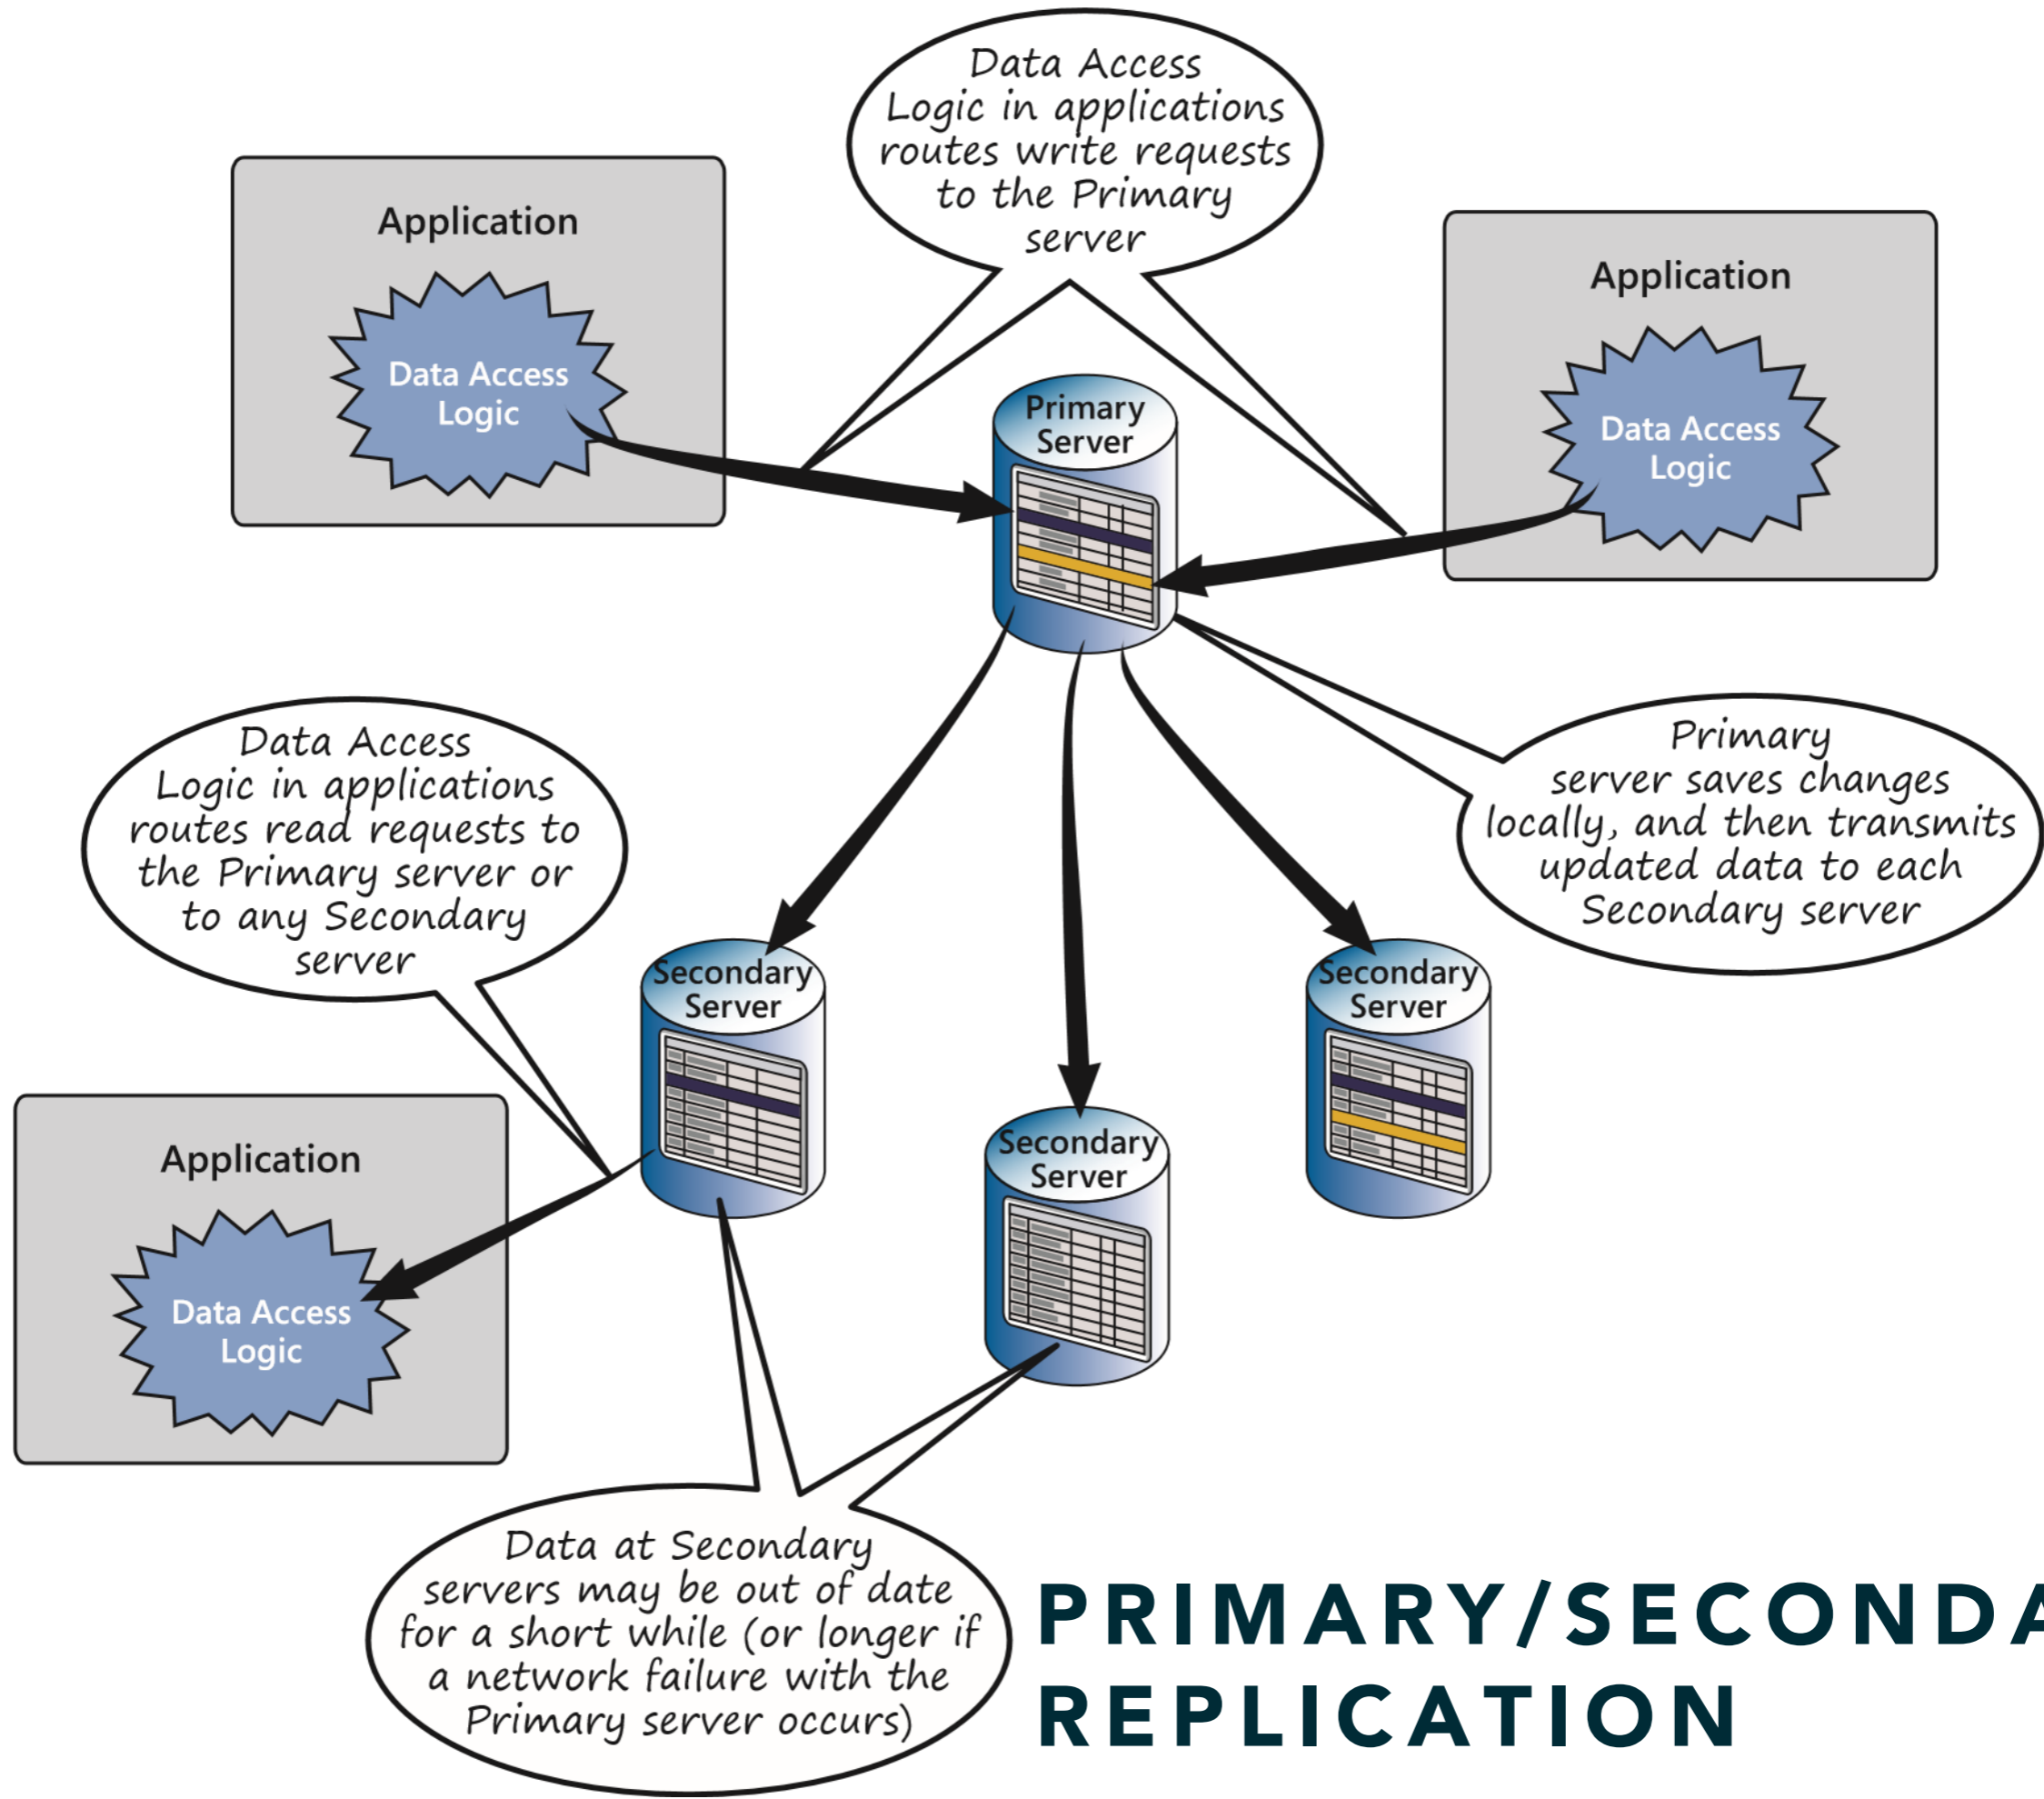 Data Access
Logic in applications
routes write requests
to the Primary
server
Application
Data Access
Logic
Application
Data Access
Logic
Primary
Server
Data Access
Logic in applications
routes read requests to
the Primary server or
to any Secondary
server
Primary
server saves changes
locally, and then transmits
updated data to each
Secondary server
Secondary
Server
Secondary
Server
Secondary
Server
Application
Data Access
Logic
Data at Secondary
servers may be out of date
for a short while (or longer if
a network failure with the
Primary server occurs)
PRIMARY/SECONDA
REPLICATION